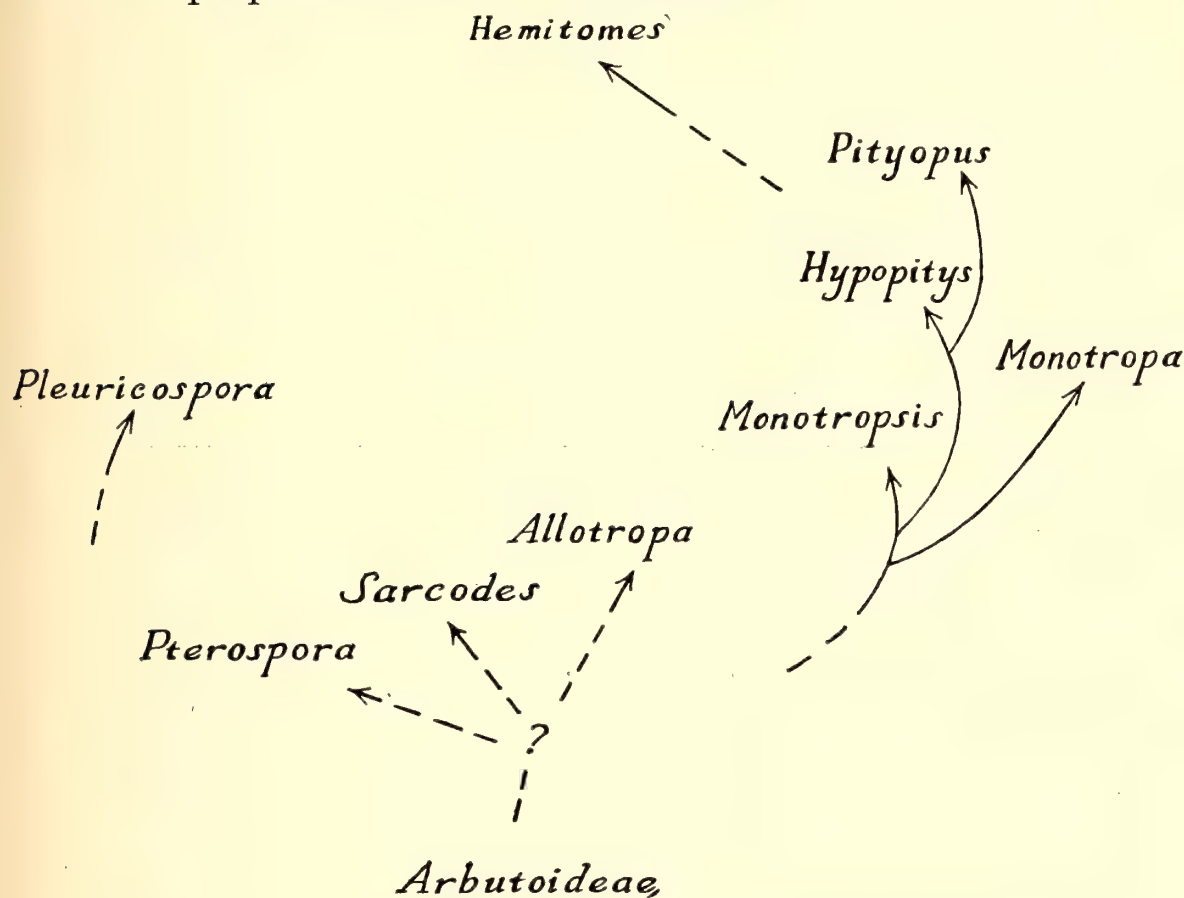 Hemitomes
Pityopus
Hypopitys
Monotropa
Pleuricospora
Monotropsis
Allotropa
Sarcodes
Pterospora
?
Arbutoideae,